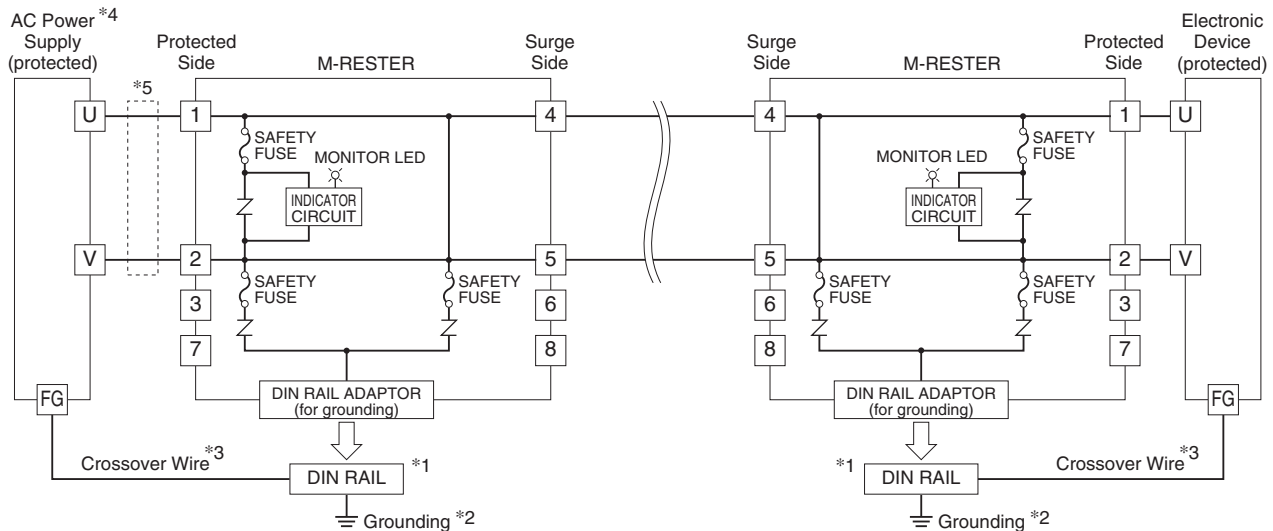 AC Power *4
Supply
(protected)
Protected
Side
M-RESTER
Surge
Side
Surge
Side
M-RESTER
Protected
Side
Electronic
Device
(protected)
*5
U
1
4
4
1
U
SAFETY
FUSE
MONITOR LED
INDICATOR
CIRCUIT
MONITOR LED
INDICATOR
CIRCUIT
SAFETY
FUSE
V
2
5
5
2
V
SAFETY
FUSE
SAFETY
FUSE
SAFETY
FUSE
SAFETY
FUSE
3
6
6
3
7
8
8
7
FG
DIN RAIL ADAPTOR
(for grounding)
DIN RAIL ADAPTOR
(for grounding)
FG
Crossover Wire*3
DIN RAIL
*1
*1
DIN RAIL
Crossover Wire*3
Grounding *2
Grounding *2